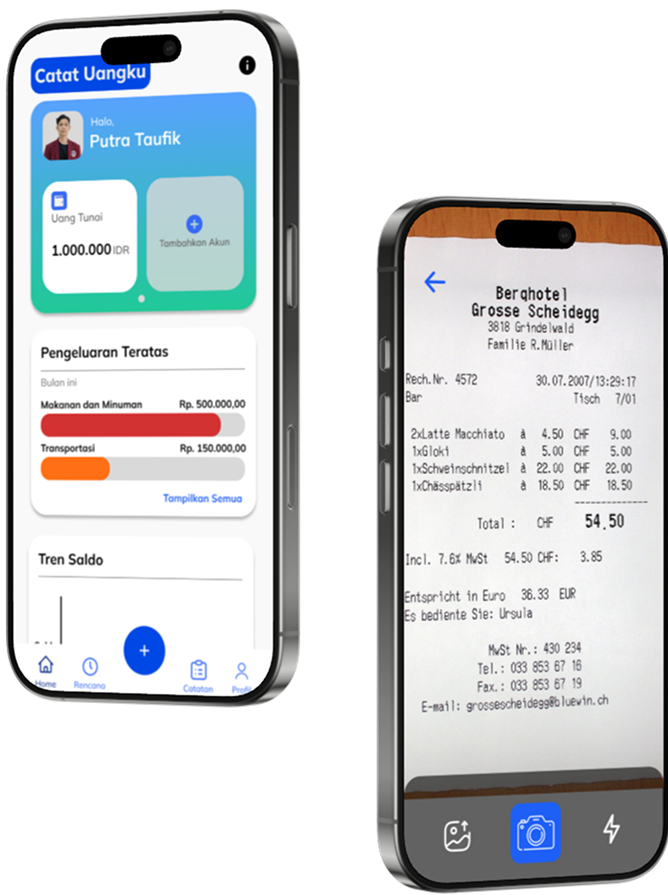 Catat Uangku
Halo,
Putra Taufik
Uang Tunai
1.000.000 IDR
Tambahkan Akun
Pengeluaran Teratas
Bulan ini
Makanan dan Minuman Rp. 500.000,00
Transportasi Rp. 150.000,00
Tampilkan Semua
Tren Saldo
Home
Rencana
Catatan
Profil
Berghotel
Grosse Scheidegg
3818 Grindelwald
Familie R.Müller
Rech.Nr. 4572 30.07.2007/13:29:17
Bar Tisch 7/01
2xLatte Macchiato à 4.50 CHF 9.00
1xGloki à 5.00 CHF 5.00
1xSchweinschnitzel à 22.00 CHF 22.00
1xChässpätzli à 18.50 CHF 18.50
Total : CHF 54.50
Incl. 7.6% MwSt 54.50 CHF: 3.85
Entspricht in Euro 36.33 EUR
Es bediente Sie: Ursula
MwSt Nr.: 430 234
Tel.: 033 853 67 16
Fax.: 033 853 67 19
E-mail: grossescheidegg@bluewin.ch